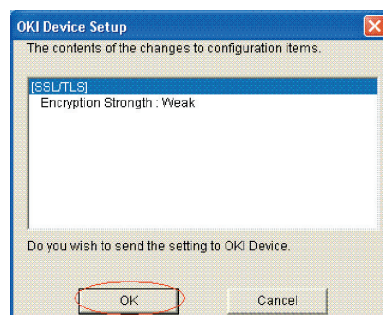 OKI Device Setup
The contents of the changes to configuration items.
[SSL/TLS]
Encryption Strength : Weak
Do you wish to send the setting to OKI Device.
OK
Cancel